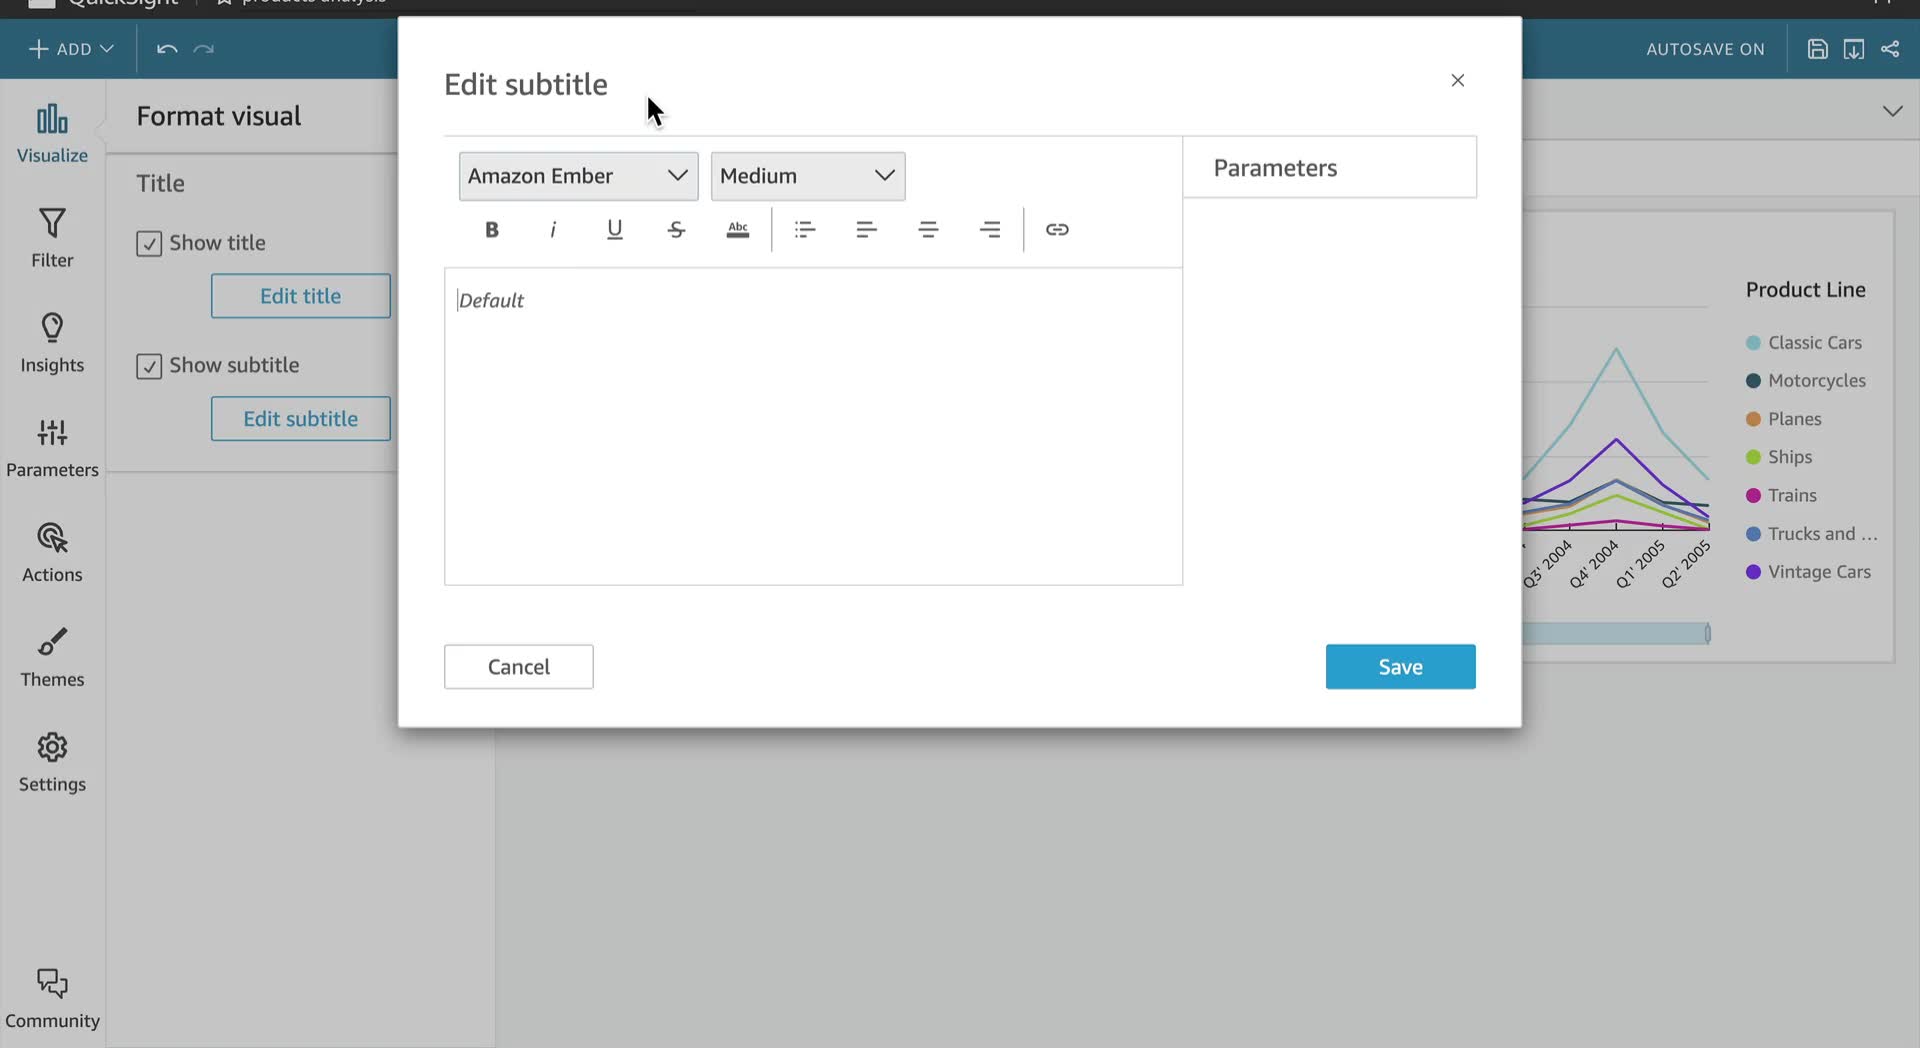 QuickSight
products analysis
ADD
AUTOSAVE ON
Visualize
Filter
Insights
Parameters
Actions
Themes
Settings
Community
Format visual
Title
Show title
Edit title
Show subtitle
Edit subtitle
Edit subtitle
Amazon Ember
Medium
B i U S Abc
Default
Parameters
Cancel
Save
Product Line
Classic Cars
Motorcycles
Planes
Ships
Trains
Trucks and ...
Vintage Cars
Q3' 2004
Q4' 2004
Q1' 2005
Q2' 2005